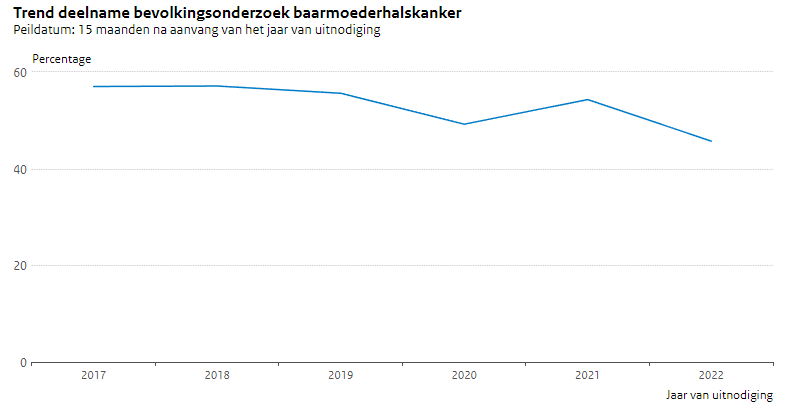 Trend deelname bevolkingsonderzoek baarmoederhalskanker
Peildatum: 15 maanden na aanvang van het jaar van uitnodiging
Percentage
60
40
20
0
2017 2018 2019 2020 2021 2022
Jaar van uitnodiging